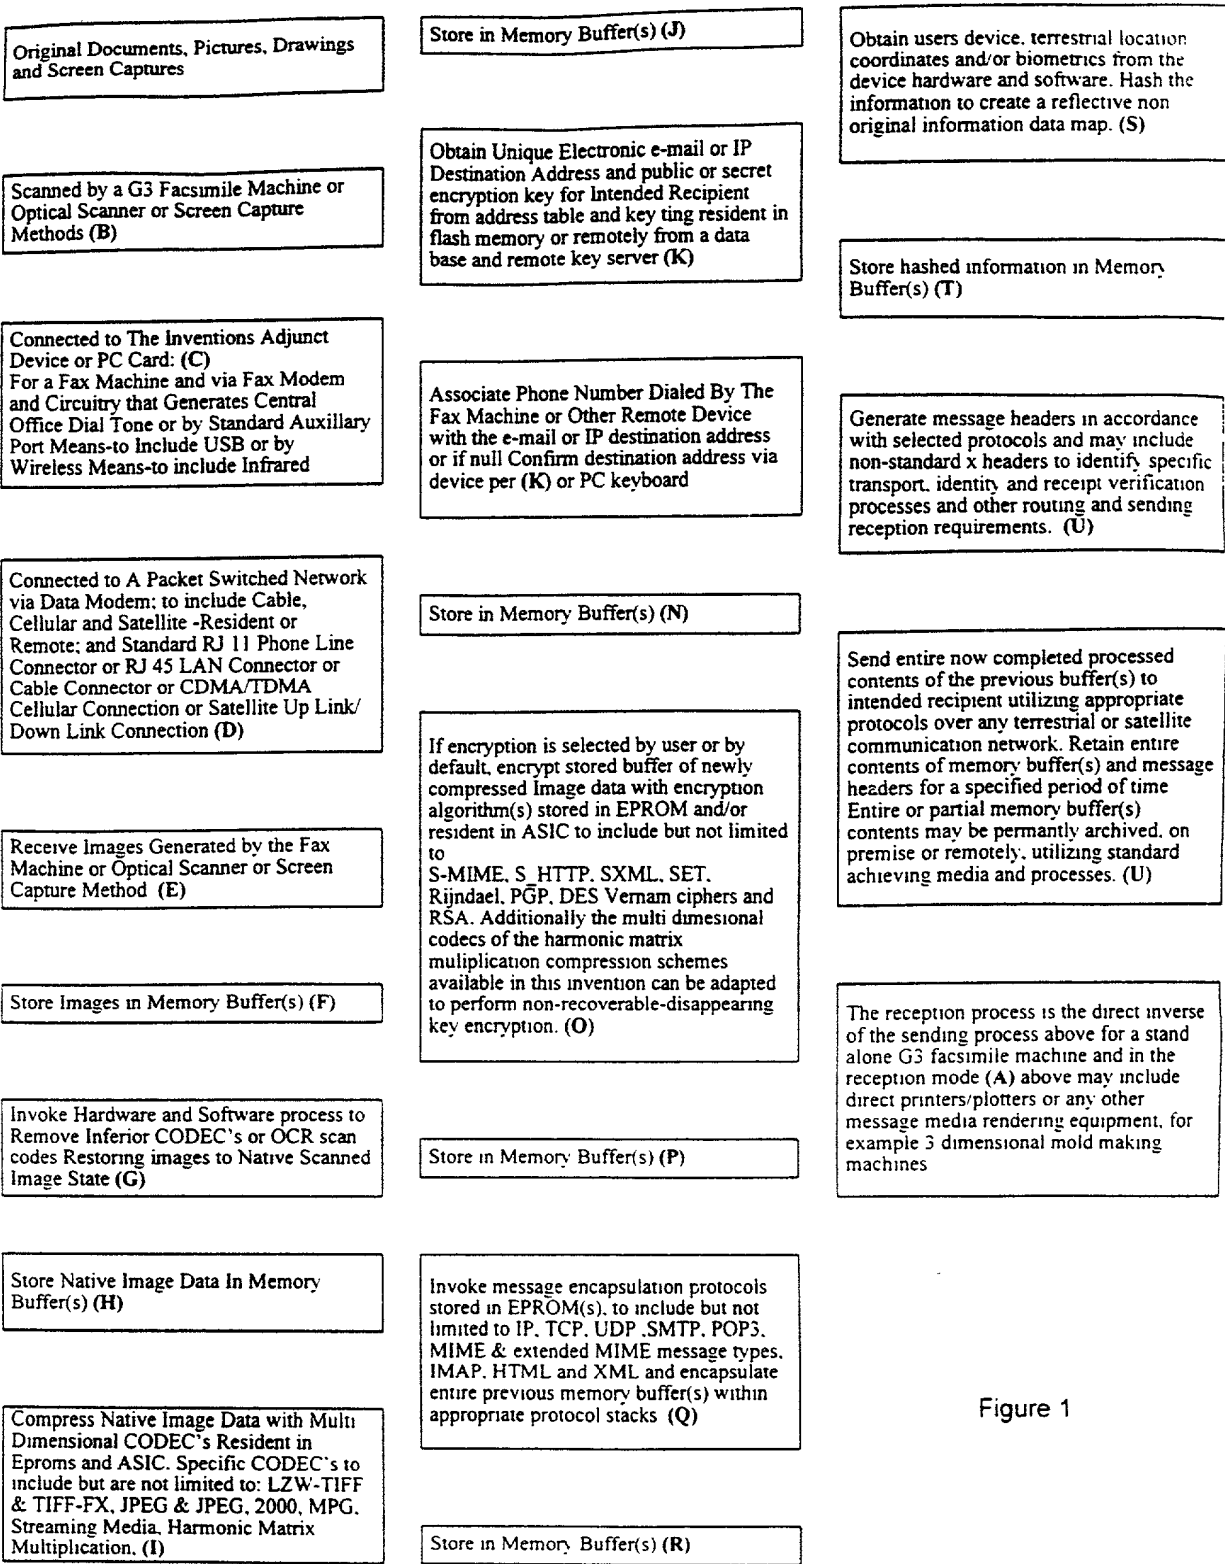 Original Documents, Pictures, Drawings
and Screen Captures
Scanned by a G3 Facsimile Machine or
Optical Scanner or Screen Capture
Methods (B)
Connected to The Inventions Adjunct
Device or PC Card: (C)
For a Fax Machine and via Fax Modem
and Circuitry that Generates Central
Office Dial Tone or by Standard Auxillary
Port Means-to Include USB or by
Wireless Means-to include Infrared
Connected to A Packet Switched Network
via Data Modem; to include Cable,
Cellular and Satellite -Resident or
Remote; and Standard RJ 11 Phone Line
Connector or RJ 45 LAN Connector or
Cable Connector or CDMA/TDMA
Cellular Connection or Satellite Up Link/
Down Link Connection (D)
Receive Images Generated by the Fax
Machine or Optical Scanner or Screen
Capture Method (E)
Store Images in Memory Buffer(s) (F)
Invoke Hardware and Software process to
Remove Inferior CODEC's or OCR scan
codes Restoring images to Native Scanned
Image State (G)
Store Native Image Data In Memory
Buffer(s) (H)
Compress Native Image Data with Multi
Dimensional CODEC's Resident in
Eproms and ASIC. Specific CODEC's to
include but are not limited to: LZW-TIFF
& TIFF-FX, JPEG & JPEG, 2000, MPG,
Streaming Media, Harmonic Matrix
Multiplication, (I)
Store in Memory Buffer(s) (J)
Obtain Unique Electronic e-mail or IP
Destination Address and public or secret
encryption key for Intended Recipient
from address table and key ting resident in
flash memory or remotely from a data
base and remote key server (K)
Associate Phone Number Dialed By The
Fax Machine or Other Remote Device
with the e-mail or IP destination address
or if null Confirm destination address via
device per (K) or PC keyboard
Store in Memory Buffer(s) (N)
If encryption is selected by user or by
default, encrypt stored buffer of newly
compressed Image data with encryption
algorithm(s) stored in EPROM and/or
resident in ASIC to include but not limited
to
S-MIME, S_HTTP, SXML, SET,
Rijndael, PGP, DES Vernam ciphers and
RSA. Additionally the multi dimesional
codecs of the harmonic matrix
muliplication compression schemes
available in this invention can be adapted
to perform non-recoverable-disappearing
key encryption. (O)
Store in Memory Buffer(s) (P)
Invoke message encapsulation protocols
stored in EPROM(s), to include but not
limited to IP, TCP, UDP ,SMTP, POP3,
MIME & extended MIME message types,
IMAP, HTML and XML and encapsulate
entire previous memory buffer(s) within
appropriate protocol stacks (Q)
Store in Memory Buffer(s) (R)
Obtain users device, terrestrial location
coordinates and/or biometrics from the
device hardware and software. Hash the
information to create a reflective non
original information data map. (S)
Store hashed information in Memory
Buffer(s) (T)
Generate message headers in accordance
with selected protocols and may include
non-standard x headers to identify specific
transport, identity and receipt verification
processes and other routing and sending
reception requirements. (U)
Send entire now completed processed
contents of the previous buffer(s) to
intended recipient utilizing appropriate
protocols over any terrestrial or satellite
communication network. Retain entire
contents of memory buffer(s) and message
headers for a specified period of time
Entire or partial memory buffer(s)
contents may be permantly archived, on
premise or remotely, utilizing standard
achieving media and processes. (U)
The reception process is the direct inverse
of the sending process above for a stand
alone G3 facsimile machine and in the
reception mode (A) above may include
direct printers/plotters or any other
message media rendering equipment, for
example 3 dimensional mold making
machines
Figure 1